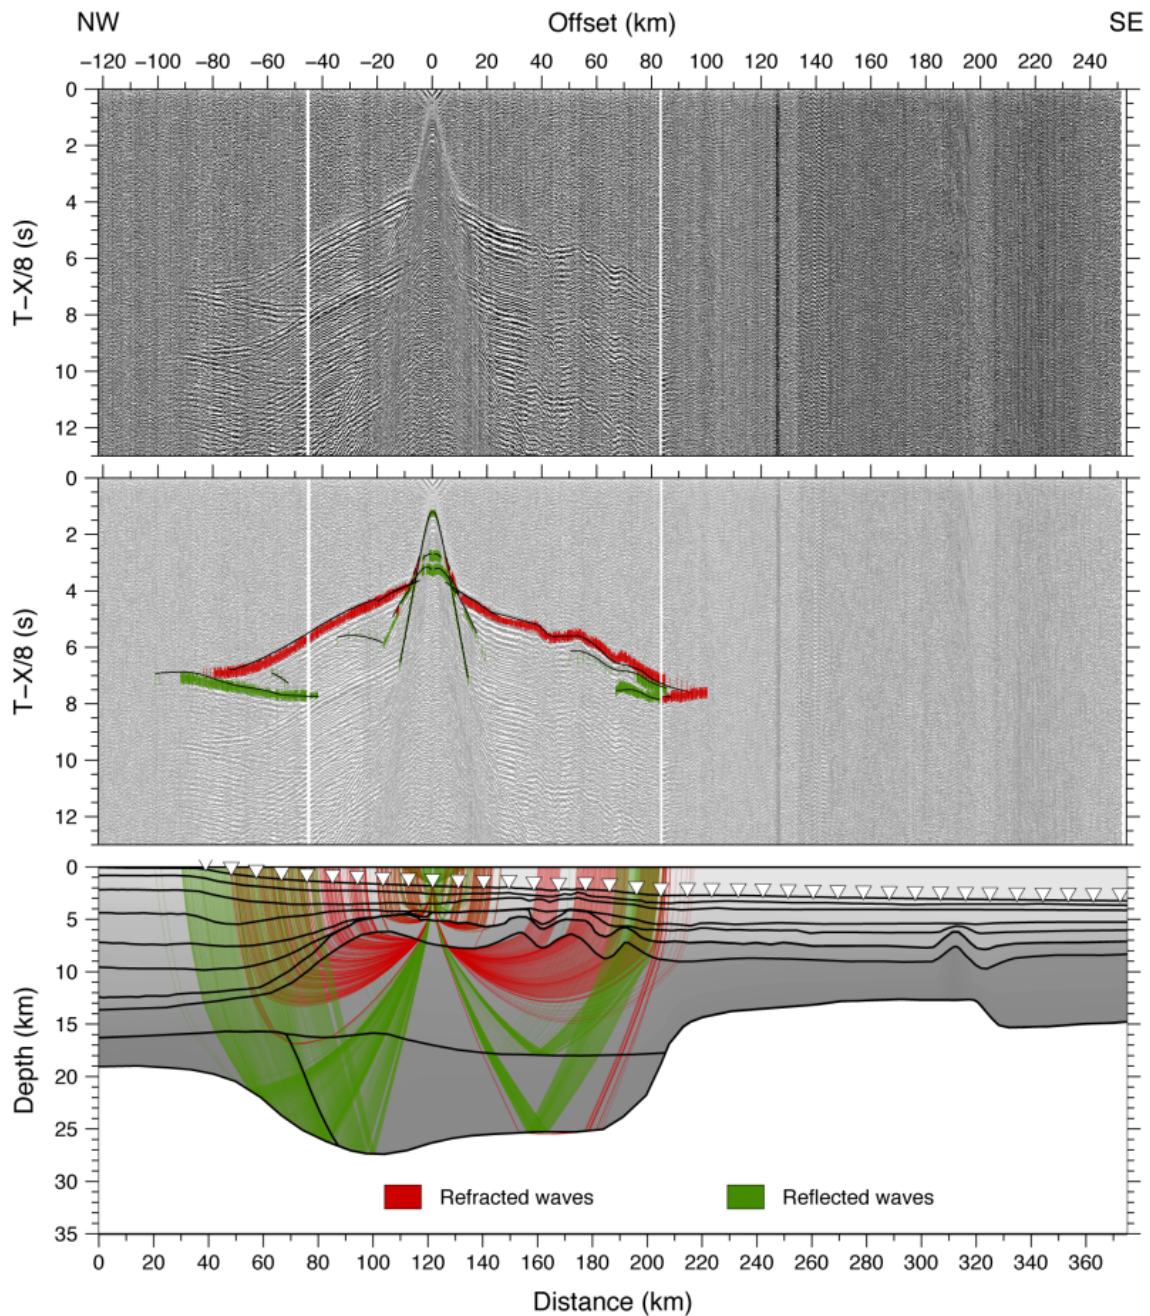 NW Offset (km) SE
−120 −100 −80 −60 −40 −20 0 20 40 60 80 100 120 140 160 180 200 220 240
0
2
4
6
8
10
12
T−X/8 (s)
0
2
4
6
8
10
12
T−X/8 (s)
0
5
10
15
20
25
30
35
Depth (km)
Refracted waves Reflected waves
0 20 40 60 80 100 120 140 160 180 200 220 240 260 280 300 320 340 360
Distance (km)